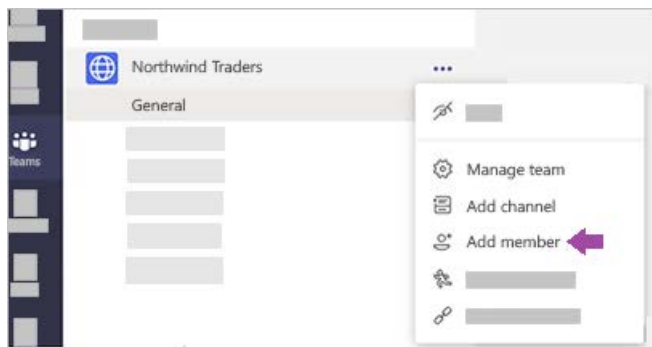 Northwind Traders
General
Teams
Manage team
Add channel
Add member